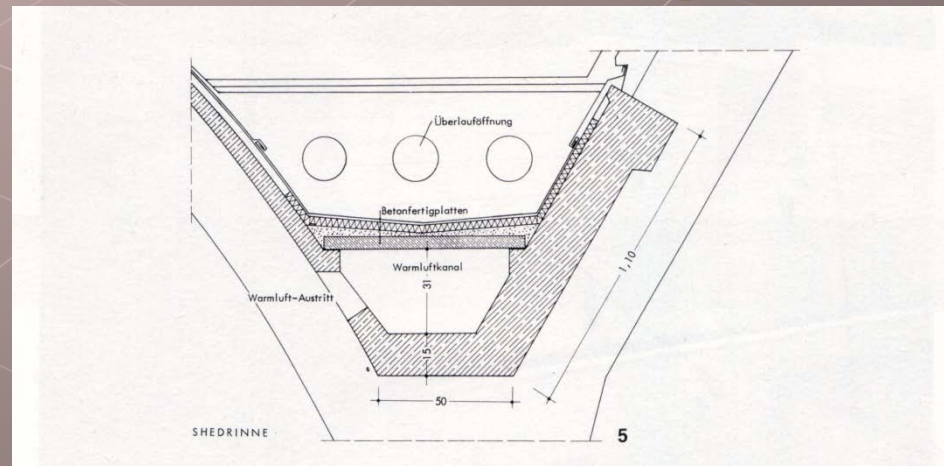 Überlauföffnung
Betonfertigplatten
Warmluftkanal
31
Warmluft-Austritt
1,10
15
50
SHEDRINNE
5